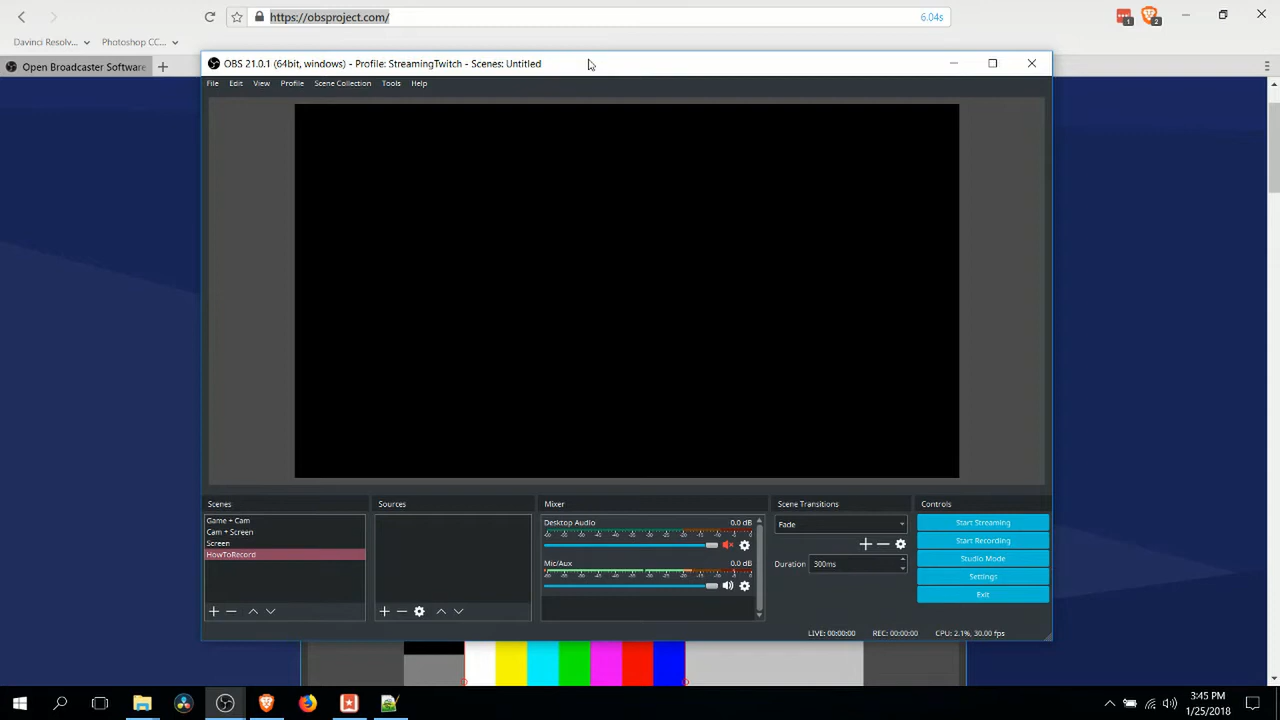 https://obsproject.com/
6.04s
1
2
Davinci Resolv...
Photoshop CC...
Open Broadcaster Software
OBS 21.0.1 (64bit, windows) - Profile: StreamingTwitch - Scenes: Untitled
File Edit View Profile Scene Collection Tools Help
Scenes
Game + Cam
Cam + Screen
Screen
HowToRecord
Sources
Mixer
Desktop Audio 0.0 dB
Mic/Aux 0.0 dB
Scene Transitions
Fade
Duration 300ms
Controls
Start Streaming
Start Recording
Studio Mode
Settings
Exit
LIVE: 00:00:00 REC: 00:00:00 CPU: 2.1%, 30.00 fps
3:45 PM
1/25/2018